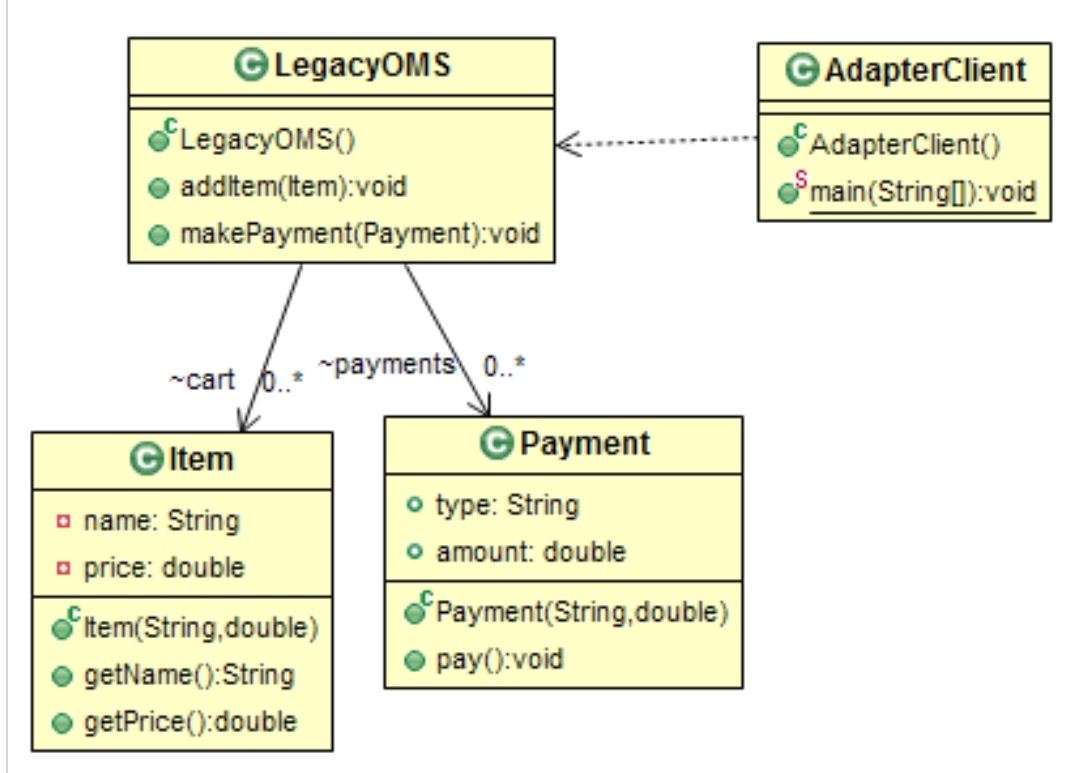 C LegacyOMS
C LegacyOMS()
addItem(Item):void
makePayment(Payment):void
C AdapterClient
C AdapterClient()
S main(String[]):void
~cart 0..*
~payments 0..*
C Item
name: String
price: double
C Item(String,double)
getName():String
getPrice():double
C Payment
type: String
amount: double
C Payment(String,double)
pay():void